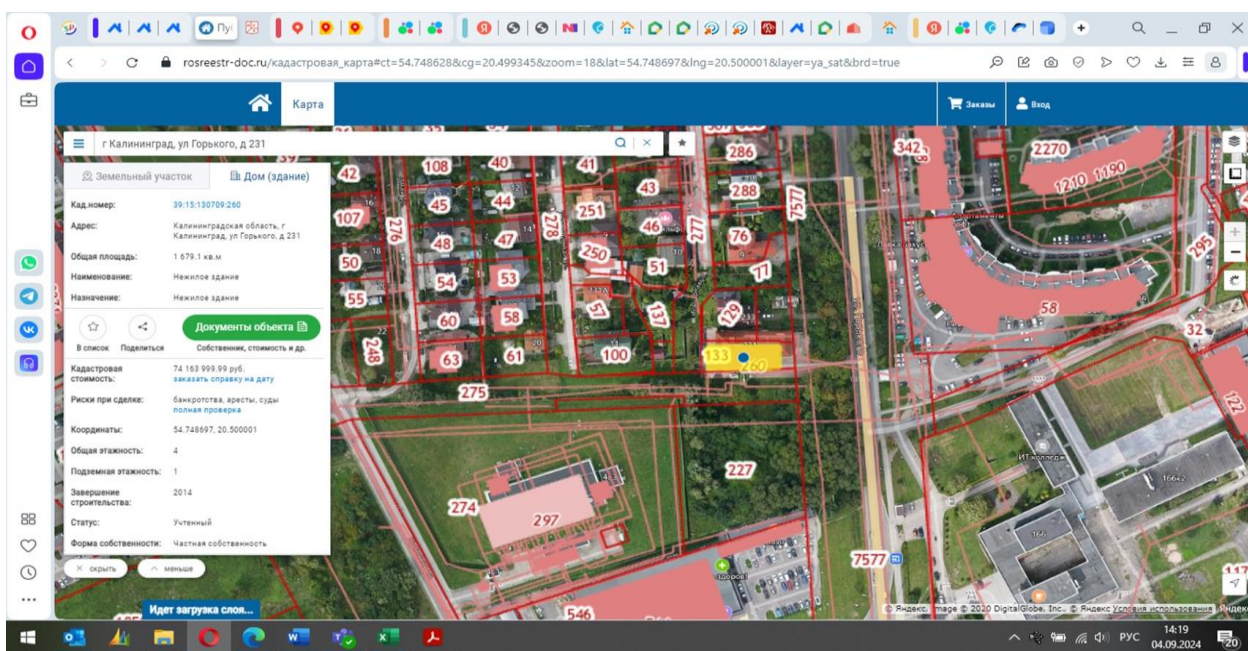 Пу
rosreestr-doc.ru/кадастровая_карта#ct=54.748628&cg=20.499345&zoom=18&lat=54.748697&lng=20.500001&layer=ya_sat&brd=true
Карта
Заказы
Вход
г Калининград, ул Горького, д 231
Земельный участок
Дом (здание)
Кад.номер: 39:15:130709:260
Адрес: Калининградская область, г
Калининград, ул Горького, д 231
Общая площадь: 1 679.1 кв.м
Наименование: Нежилое здание
Назначение: Нежилое здание
В список
Поделиться
Документы объекта
Собственник, стоимость и др.
Кадастровая 74 163 999.99 руб.
стоимость: заказать справку на дату
Риски при сделке: банкротства, аресты, суды
полная проверка
Координаты: 54.748697, 20.500001
Общая этажность: 4
Подземная этажность: 1
Завершение 2014
строительства:
Статус: Учтенный
Форма собственности: Частная собственность
скрыть
меньше
Идет загрузка слоя...
42
108
40
41
286
342
2270
1210 1190
107
45
44
251
43
288
7577
276
278
46
277
48
47
76
295
50
250
54
53
51
77
58
55
57
137
129
60
58
32
248
63
61
100
133
260
275
122
227
274
297
ИТ колледж
166к2
166
7577
117
546
© Яндекс, Image © 2020 DigitalGlobe, Inc., © Яндекс Условия использования Яндекс
РУС
14:19
04.09.2024
20